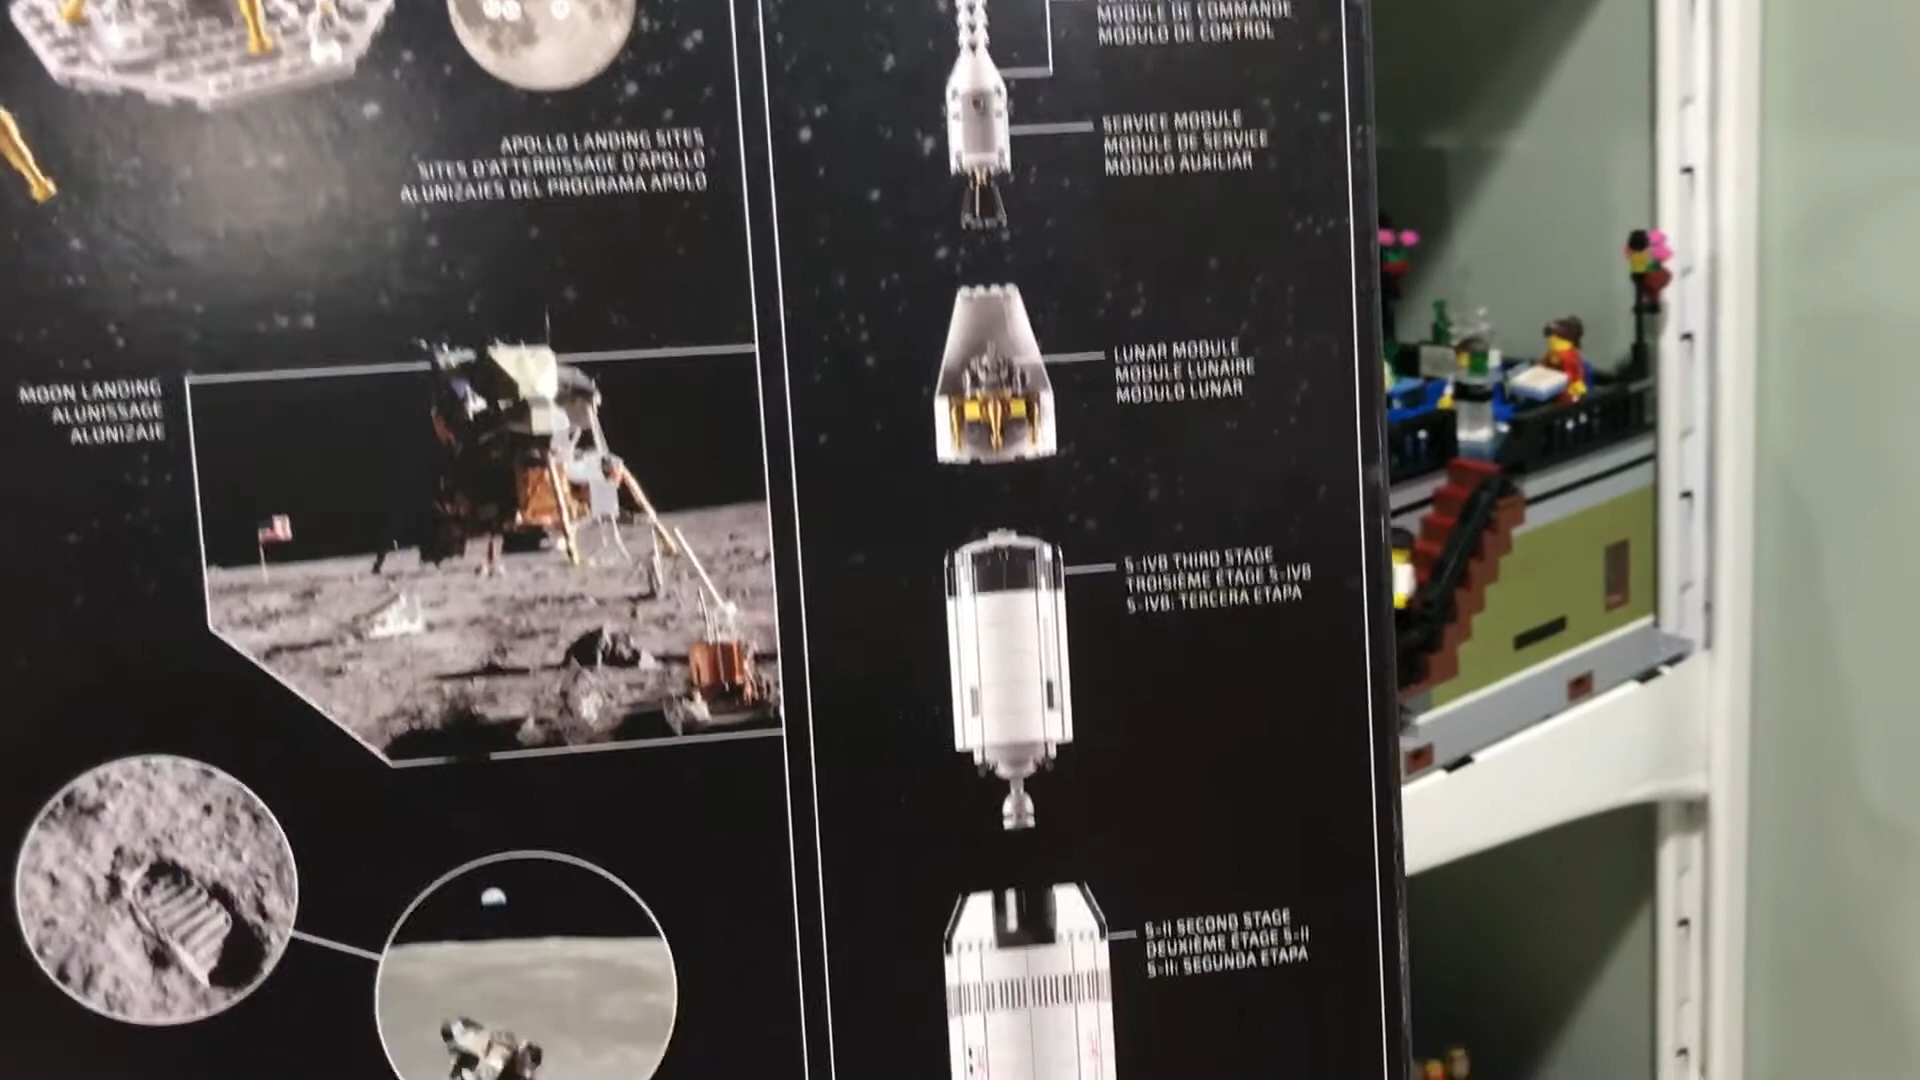 MODULE DE COMMANDE
MÓDULO DE CONTROL
SERVICE MODULE
MODULE DE SERVICE
MÓDULO AUXILIAR
APOLLO LANDING SITES
SITES D'ATTERRISSAGE D'APOLLO
ALUNIZAJES DEL PROGRAMA APOLO
LUNAR MODULE
MODULE LUNAIRE
MÓDULO LUNAR
MOON LANDING
ALUNISSAGE
ALUNIZAJE
S-IVB THIRD STAGE
TROISIÈME ÉTAGE S-IVB
S-IVB: TERCERA ETAPA
S-II SECOND STAGE
DEUXIÈME ÉTAGE S-II
S-II: SEGUNDA ETAPA